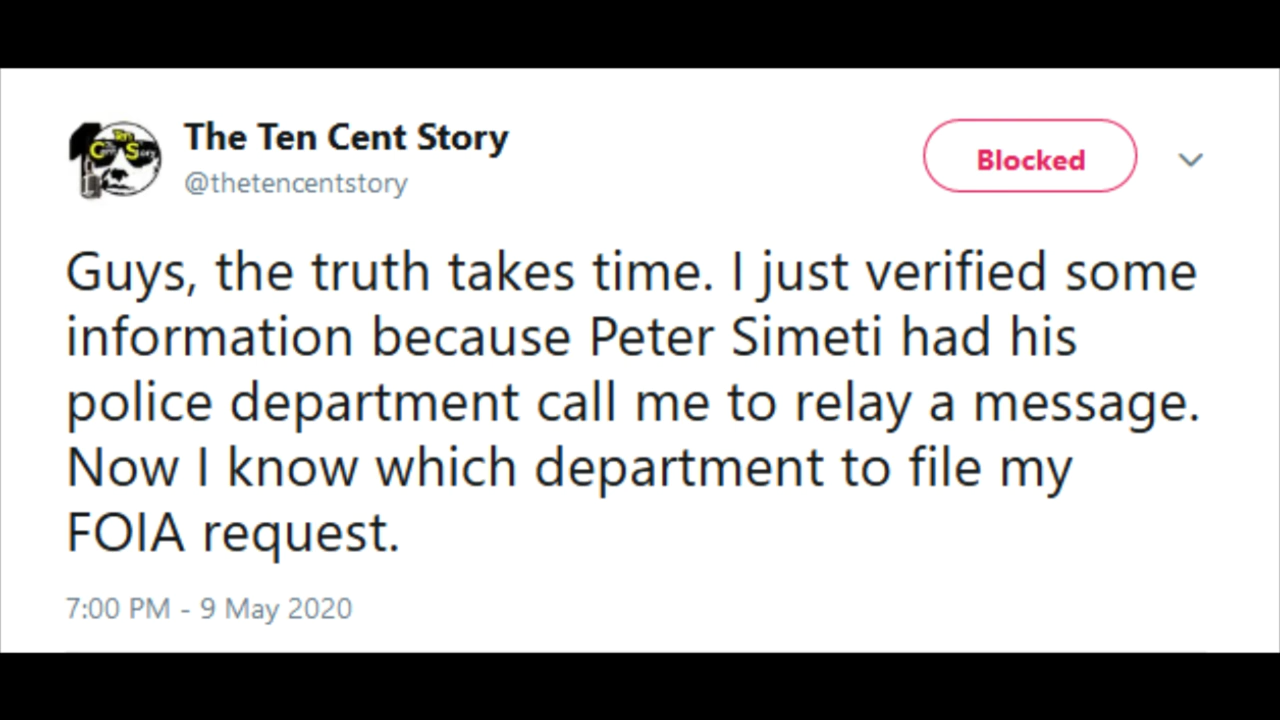 The Ten Cent Story
@thetencentstory
Blocked
Guys, the truth takes time. I just verified some
information because Peter Simeti had his
police department call me to relay a message.
Now I know which department to file my
FOIA request.
7:00 PM - 9 May 2020